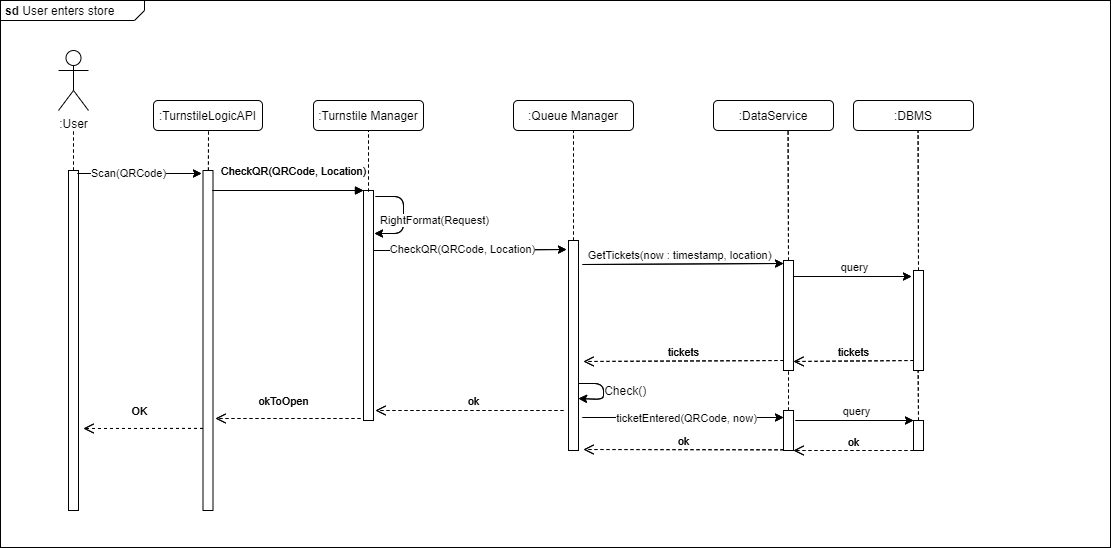 sd User enters store
:User
:TurnstileLogicAPI
:Turnstile Manager
:Queue Manager
:DataService
:DBMS
Scan(QRCode)
CheckQR(QRCode, Location)
RightFormat(Request)
CheckQR(QRCode, Location)
GetTickets(now : timestamp, location)
query
tickets
tickets
Check()
OK
okToOpen
ok
ticketEntered(QRCode, now)
query
ok
ok